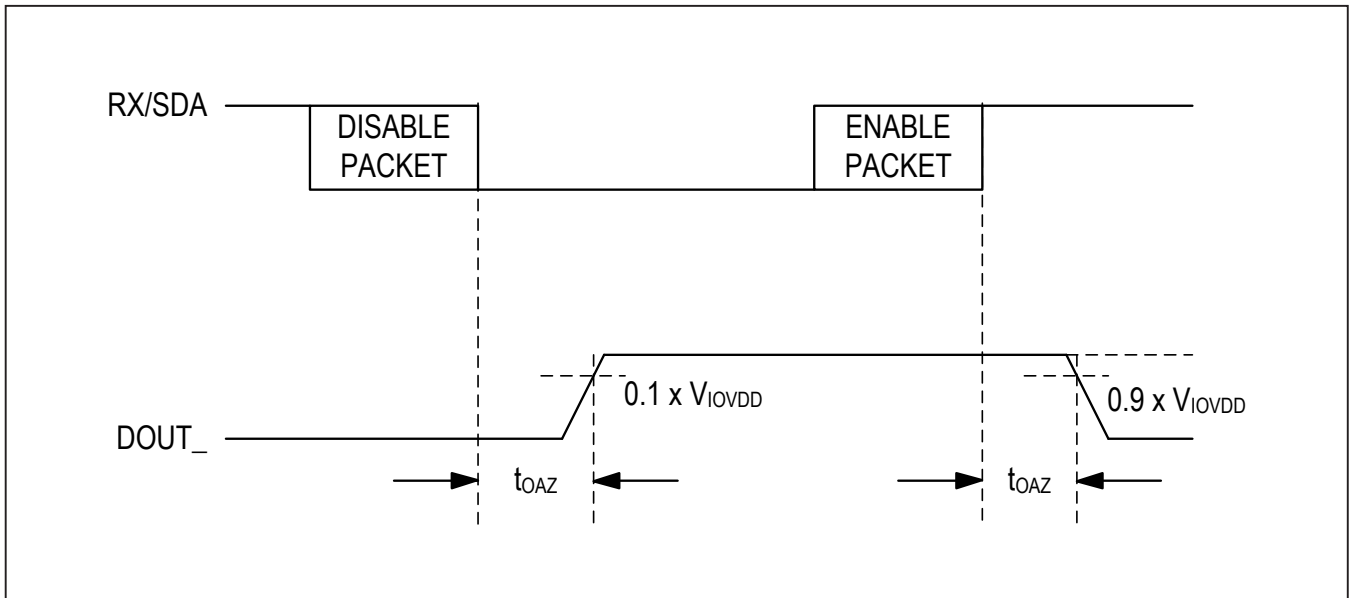 RX/SDA
DISABLE
PACKET
ENABLE
PACKET
0.1 x VIOVDD
0.9 x VIOVDD
DOUT_
tOAZ
tOAZ